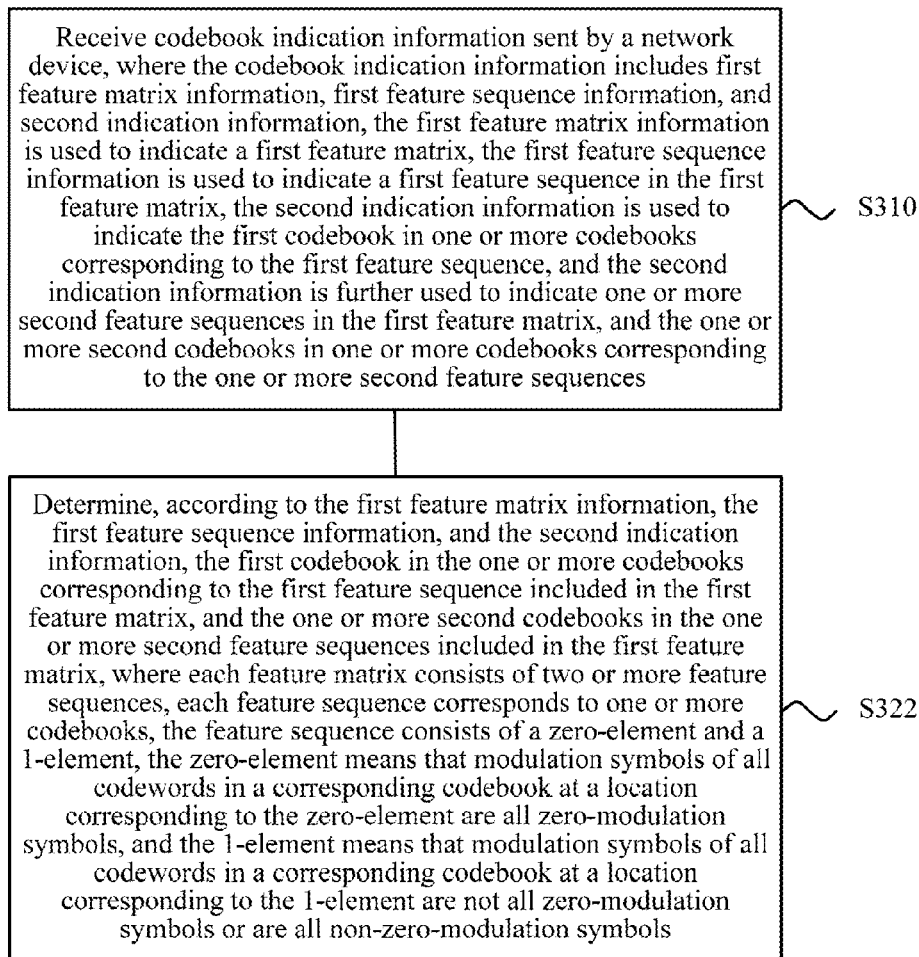 Receive codebook indication information sent by a network
device, where the codebook indication information includes first
feature matrix information, first feature sequence information, and
second indication information, the first feature matrix information
is used to indicate a first feature matrix, the first feature sequence
information is used to indicate a first feature sequence in the first
feature matrix, the second indication information is used to
indicate the first codebook in one or more codebooks
corresponding to the first feature sequence, and the second
indication information is further used to indicate one or more
second feature sequences in the first feature matrix, and the one or
more second codebooks in one or more codebooks corresponding
to the one or more second feature sequences
S310
Determine, according to the first feature matrix information, the
first feature sequence information, and the second indication
information, the first codebook in the one or more codebooks
corresponding to the first feature sequence included in the first
feature matrix, and the one or more second codebooks in the one
or more second feature sequences included in the first feature
matrix, where each feature matrix consists of two or more feature
sequences, each feature sequence corresponds to one or more
codebooks, the feature sequence consists of a zero-element and a
1-element, the zero-element means that modulation symbols of all
codewords in a corresponding codebook at a location
corresponding to the zero-element are all zero-modulation
symbols, and the 1-element means that modulation symbols of all
codewords in a corresponding codebook at a location
corresponding to the 1-element are not all zero-modulation
symbols or are all non-zero-modulation symbols
S322